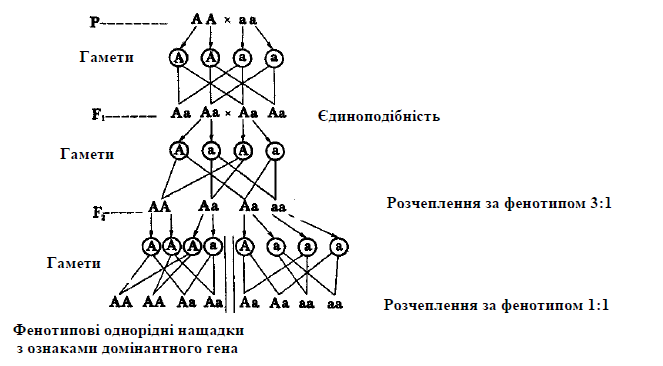 P ------- AA × aa
Гамети A A a a
F₁------- Aa Aa × Aa Aa Єдиноподібність
Гамети A a A a
F₂------ AA Aa Aa aa Розчеплення за фенотипом 3:1
Гамети A A A a A a a a
AA AA Aa Aa Aa Aa aa aa Розчеплення за фенотипом 1:1
Фенотипові однорідні нащадки
з ознаками домінантного гена